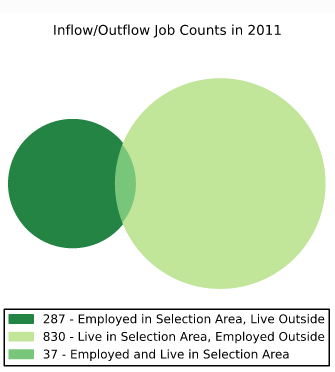 Inflow/Outflow Job Counts in 2011
287 - Employed in Selection Area, Live Outside
830 - Live in Selection Area, Employed Outside
37 - Employed and Live in Selection Area